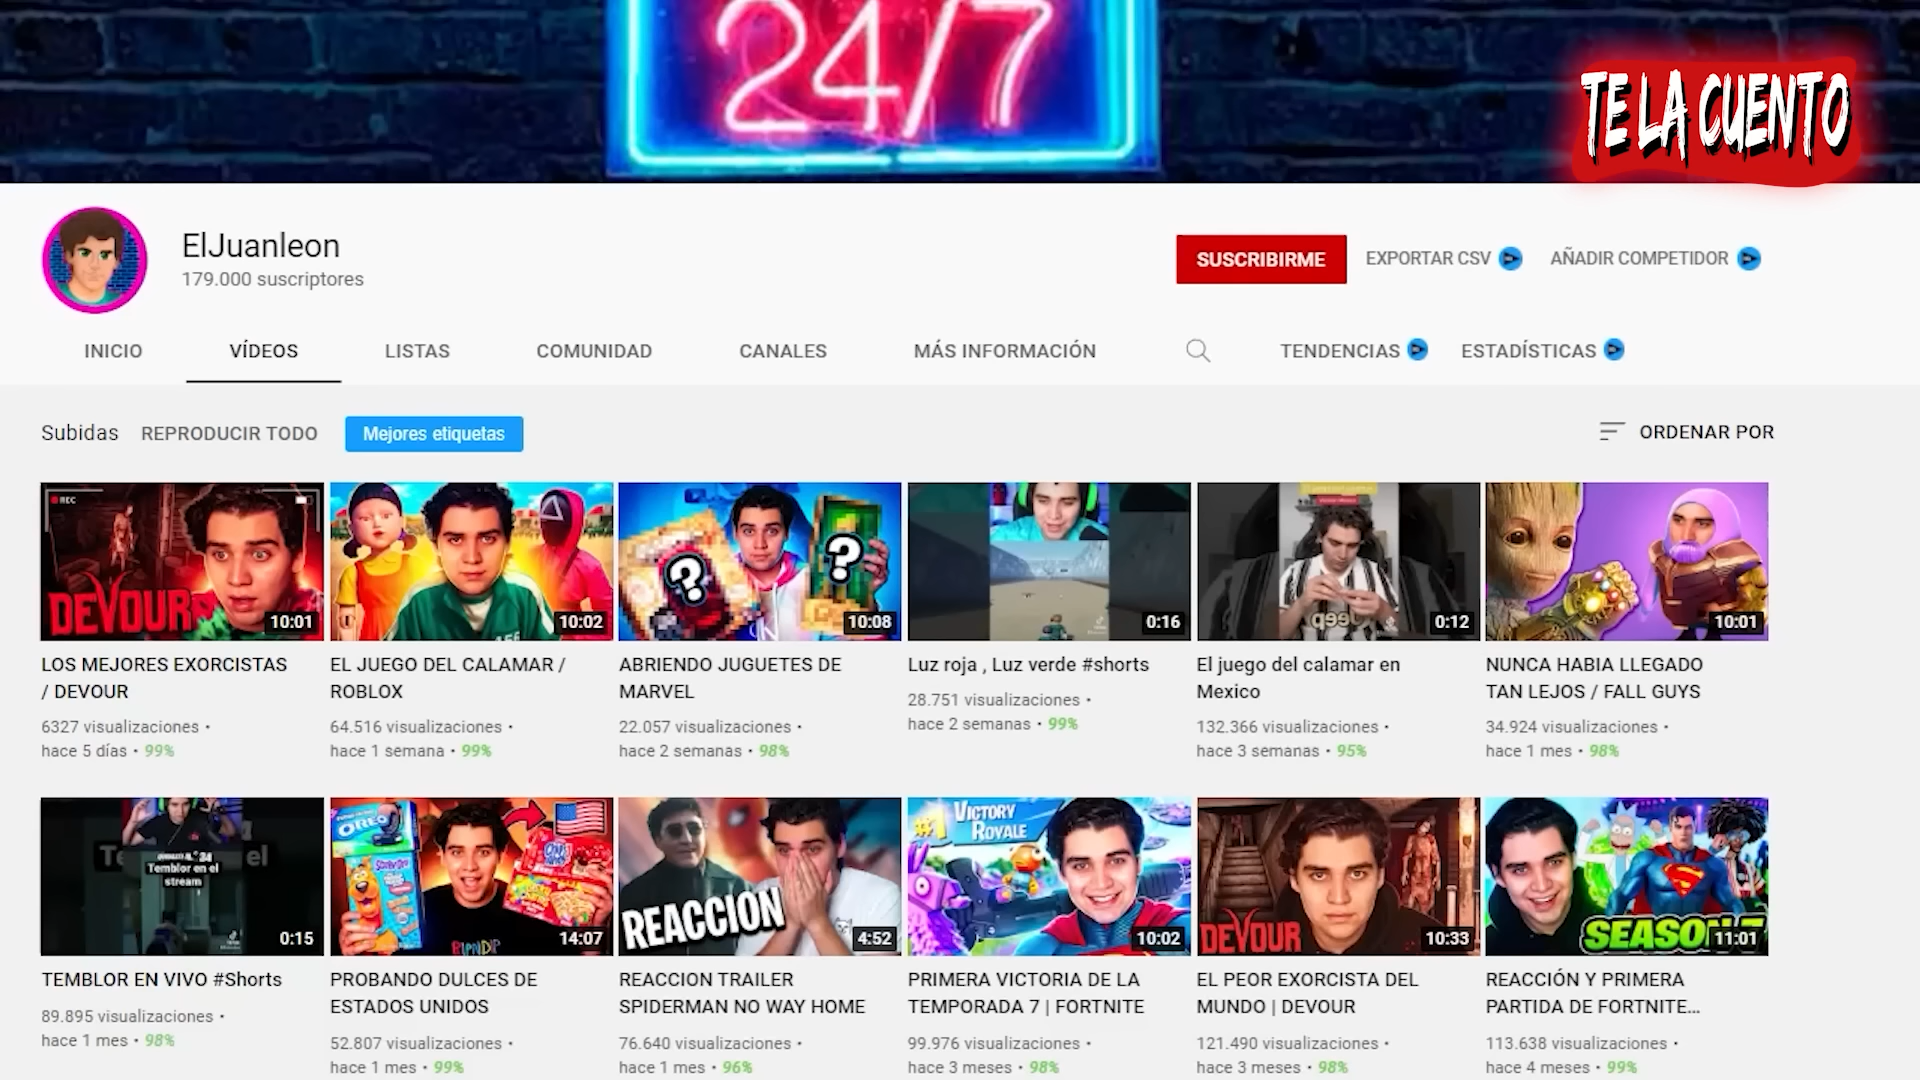 24/7
TE LA CUENTO
ElJuanleon
179.000 suscriptores
SUSCRIBIRME
EXPORTAR CSV
AÑADIR COMPETIDOR
INICIO
VÍDEOS
LISTAS
COMUNIDAD
CANALES
MÁS INFORMACIÓN
TENDENCIAS
ESTADÍSTICAS
Subidas
REPRODUCIR TODO
Mejores etiquetas
ORDENAR POR
REC
DEVOUR
10:01
LOS MEJORES EXORCISTAS
/ DEVOUR
6327 visualizaciones •
hace 5 días • 99%
456
10:02
EL JUEGO DEL CALAMAR /
ROBLOX
64.516 visualizaciones •
hace 1 semana • 99%
?
?
10:08
ABRIENDO JUGUETES DE
MARVEL
22.057 visualizaciones •
hace 2 semanas • 98%
0:16
Luz roja , Luz verde #shorts
28.751 visualizaciones •
hace 2 semanas • 99%
0:12
El juego del calamar en
Mexico
132.366 visualizaciones •
hace 3 semanas • 95%
10:01
NUNCA HABIA LLEGADO
TAN LEJOS / FALL GUYS
34.924 visualizaciones •
hace 1 mes • 98%
Te
el
Temblor en el
stream
0:15
TEMBLOR EN VIVO #Shorts
89.895 visualizaciones •
hace 1 mes • 98%
OREO
14:07
PROBANDO DULCES DE
ESTADOS UNIDOS
52.807 visualizaciones •
hace 1 mes • 99%
REACCION
4:52
REACCION TRAILER
SPIDERMAN NO WAY HOME
76.640 visualizaciones •
hace 1 mes • 96%
#1 VICTORY
ROYALE
10:02
PRIMERA VICTORIA DE LA
TEMPORADA 7 | FORTNITE
99.976 visualizaciones •
hace 3 meses • 98%
DEVOUR
10:33
EL PEOR EXORCISTA DEL
MUNDO | DEVOUR
121.490 visualizaciones •
hace 3 meses • 98%
SEASON 7
11:01
REACCIÓN Y PRIMERA
PARTIDA DE FORTNITE...
113.638 visualizaciones •
hace 4 meses • 99%